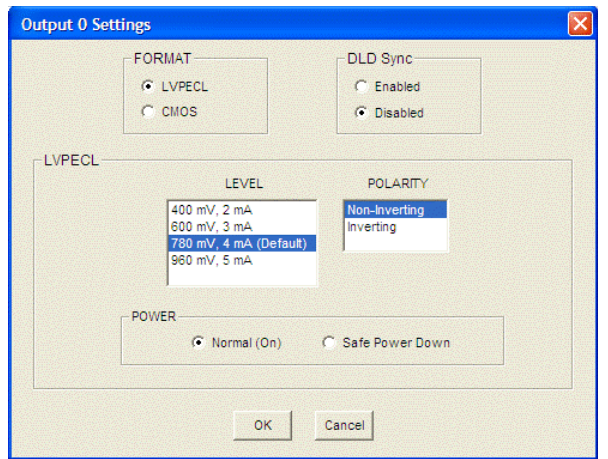 Output 0 Settings
FORMAT
LVPECL
CMOS
DLD Sync
Enabled
Disabled
LVPECL
LEVEL
400 mV, 2 mA
600 mV, 3 mA
780 mV, 4 mA (Default)
960 mV, 5 mA
POLARITY
Non-Inverting
Inverting
POWER
Normal (On)
Safe Power Down
OK
Cancel